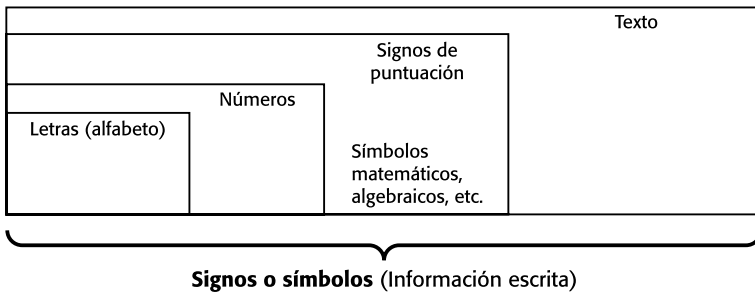 Texto
Signos de
puntuación
Números
Letras (alfabeto)
Símbolos
matemáticos,
algebraicos, etc.
Signos o símbolos (Información escrita)